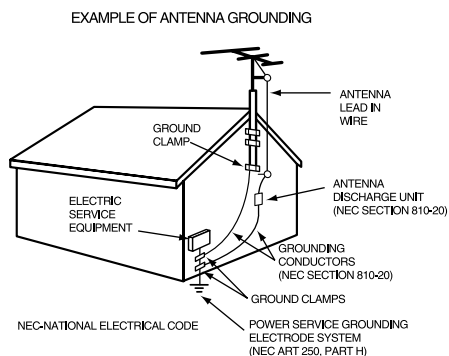 EXAMPLE OF ANTENNA GROUNDING
ANTENNA
LEAD IN
WIRE
GROUND
CLAMP
ANTENNA
DISCHARGE UNIT
(NEC SECTION 810-20)
ELECTRIC
SERVICE
EQUIPMENT
GROUNDING
CONDUCTORS
(NEC SECTION 810-20)
GROUND CLAMPS
NEC-NATIONAL ELECTRICAL CODE
POWER SERVICE GROUNDING
ELECTRODE SYSTEM
(NEC ART 250, PART H)